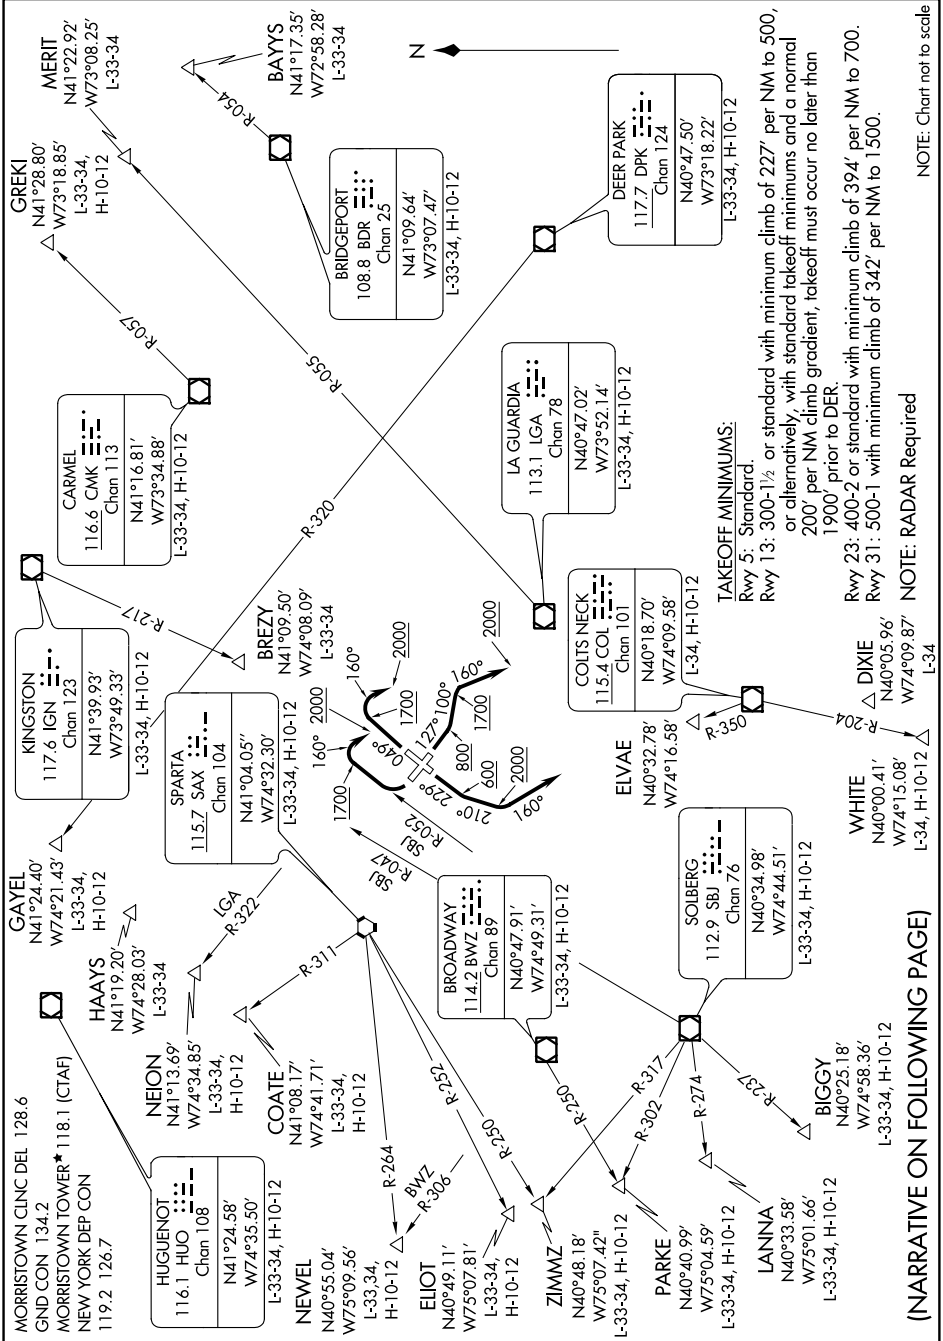 MORRISTOWN CLNC DEL 128.6
GND CON 134.2
MORRISTOWN TOWER★ 118.1 (CTAF)
NEW YORK DEP CON
119.2 126.7
HUGUENOT
116.1 HUO
Chan 108
N41°24.58′
W74°35.50′
L-33-34, H-10-12
GAYEL
N41°24.40′
W74°21.43′
L-33-34,
H-10-12
HAAYS
N41°19.20′
W74°28.03′
L-33-34
NEION
N41°13.69′
W74°34.85′
L-33-34,
H-10-12
COATE
N41°08.17′
W74°41.71′
L-33-34,
H-10-12
KINGSTON
117.6 IGN
Chan 123
N41°39.93′
W73°49.33′
L-33-34, H-10-12
R-217
BREZY
N41°09.50′
W74°08.09′
L-33-34
CARMEL
116.6 CMK
Chan 113
N41°16.81′
W73°34.88′
L-33-34, H-10-12
R-057
GREKI
N41°28.80′
W73°18.85′
L-33-34,
H-10-12
MERIT
N41°22.92′
W73°08.25′
L-33-34
R-055
BAYYS
N41°17.35′
W72°58.28′
L-33-34
R-054
N
BRIDGEPORT
108.8 BDR
Chan 25
N41°09.64′
W73°07.47′
L-33-34, H-10-12
DEER PARK
117.7 DPK
Chan 124
N40°47.50′
W73°18.22′
L-33-34, H-10-12
R-320
SPARTA
115.7 SAX
Chan 104
N41°04.05″
W74°32.30′
L-33-34, H-10-12
LGA
R-322
R-311
R-264
R-252
R-250
BWZ
R-306
NEWEL
N40°55.04′
W75°09.56′
L-33,34,
H-10-12
ELIOT
N40°49.11′
W75°07.81′
L-33-34,
H-10-12
ZIMMZ
N40°48.18′
W75°07.42″
L-33-34, H-10-12
PARKE
N40°40.99′
W75°04.59′
L-33-34, H-10-12
LANNA
N40°33.58′
W75°01.66′
L-33-34, H-10-12
BIGGY
N40°25.18′
W74°58.36′
L-33-34, H-10-12
BROADWAY
114.2 BWZ
Chan 89
N40°47.91′
W74°49.31′
L-33-34, H-10-12
R-250
R-317
R-302
R-274
R-237
SOLBERG
112.9 SBJ
Chan 76
N40°34.98′
W74°44.51′
L-33-34, H-10-12
SBJ
R-047
SBJ
R-052
049°
160°
1700
2000
160°
1700
2000
127°
100°
160°
800
1700
2000
229°
210°
160°
600
2000
LA GUARDIA
113.1 LGA
Chan 78
N40°47.02′
W73°52.14′
L-33-34, H-10-12
COLTS NECK
115.4 COL
Chan 101
N40°18.70′
W74°09.58′
L-34, H-10-12
ELVAE
N40°32.78′
W74°16.58′
R-350
R-204
WHITE
N40°00.41′
W74°15.08′
L-34, H-10-12
DIXIE
N40°05.96′
W74°09.87′
L-34
TAKEOFF MINIMUMS:
Rwy 5: Standard.
Rwy 13: 300-1½ or standard with minimum climb of 227′ per NM to 500,
or alternatively, with standard takeoff minimums and a normal
200′ per NM climb gradient, takeoff must occur no later than
1900′ prior to DER.
Rwy 23: 400-2 or standard with minimum climb of 394′ per NM to 700.
Rwy 31: 500-1 with minimum climb of 342′ per NM to 1500.
NOTE: RADAR Required
NOTE: Chart not to scale
(NARRATIVE ON FOLLOWING PAGE)